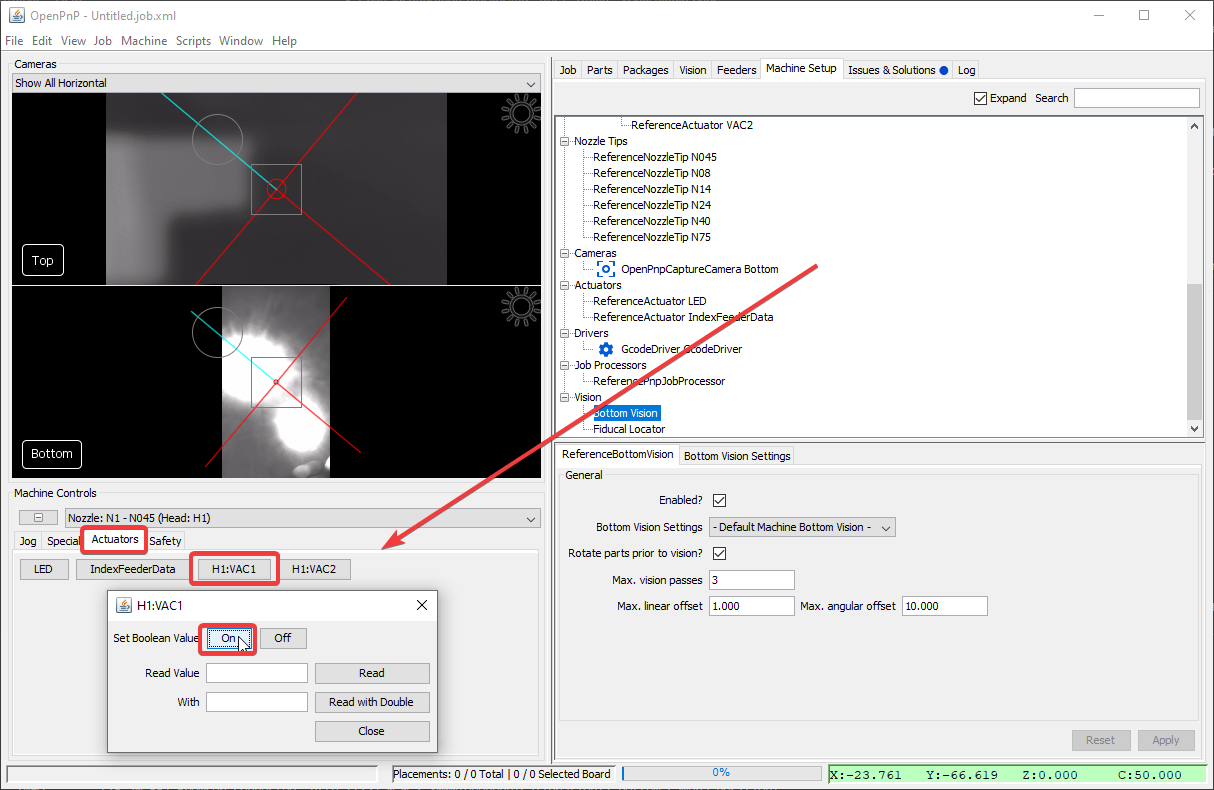 OpenPnP - Untitled.job.xml
File Edit View Job Machine Scripts Window Help
Cameras
Show All Horizontal
Top
Bottom
Machine Controls
Nozzle: N1 - N045 (Head: H1)
Jog Special Actuators Safety
LED IndexFeederData H1:VAC1 H1:VAC2
H1:VAC1
Set Boolean Value On Off
Read Value Read
With Read with Double
Close
Job Parts Packages Vision Feeders Machine Setup Issues & Solutions Log
Expand Search
ReferenceActuator VAC2
Nozzle Tips
ReferenceNozzleTip N045
ReferenceNozzleTip N08
ReferenceNozzleTip N14
ReferenceNozzleTip N24
ReferenceNozzleTip N40
ReferenceNozzleTip N75
Cameras
OpenPnpCaptureCamera Bottom
Actuators
ReferenceActuator LED
ReferenceActuator IndexFeederData
Drivers
GcodeDriver GcodeDriver
Job Processors
ReferencePnpJobProcessor
Vision
Bottom Vision
Fiducal Locator
ReferenceBottomVision Bottom Vision Settings
General
Enabled?
Bottom Vision Settings - Default Machine Bottom Vision -
Rotate parts prior to vision?
Max. vision passes 3
Max. linear offset 1.000 Max. angular offset 10.000
Reset Apply
Placements: 0 / 0 Total | 0 / 0 Selected Board 0% X:-23.761 Y:-66.619 Z:0.000 C:50.000